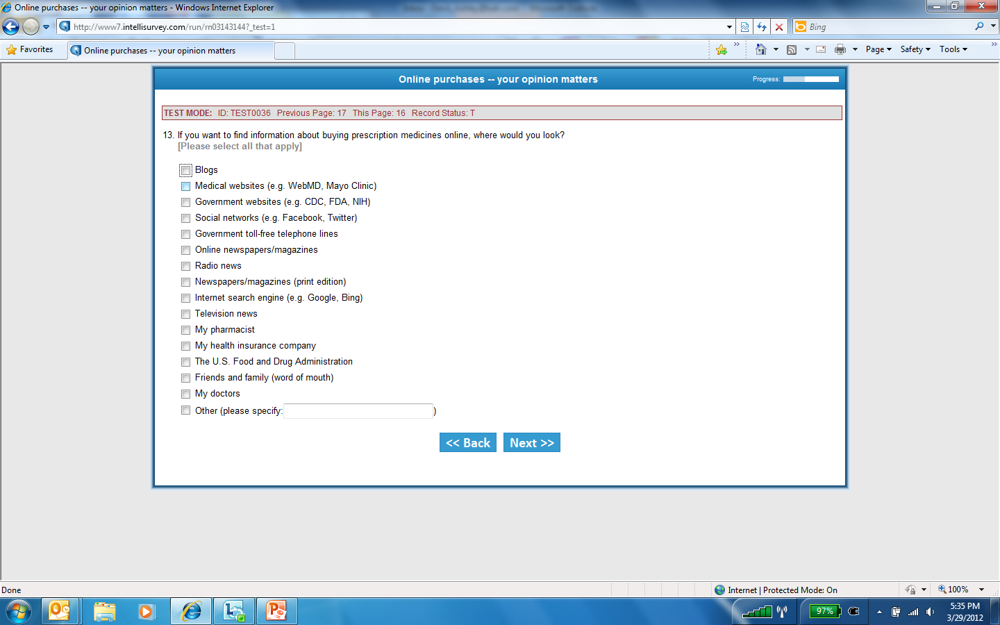 Online purchases -- your opinion matters - Windows Internet Explorer
http://www7.intellisurvey.com/run/rn03143144?_test=1
Bing
Favorites
Online purchases -- your opinion matters
Page
Safety
Tools
Online purchases -- your opinion matters
Progress:
TEST MODE: ID: TEST0036 Previous Page: 17 This Page: 16 Record Status: T
13. If you want to find information about buying prescription medicines online, where would you look?
[Please select all that apply]
Blogs
Medical websites (e.g. WebMD, Mayo Clinic)
Government websites (e.g. CDC, FDA, NIH)
Social networks (e.g. Facebook, Twitter)
Government toll-free telephone lines
Online newspapers/magazines
Radio news
Newspapers/magazines (print edition)
Internet search engine (e.g. Google, Bing)
Television news
My pharmacist
My health insurance company
The U.S. Food and Drug Administration
Friends and family (word of mouth)
My doctors
Other (please specify: )
<< Back
Next >>
Done
Internet | Protected Mode: On
100%
97%
5:35 PM
3/29/2012